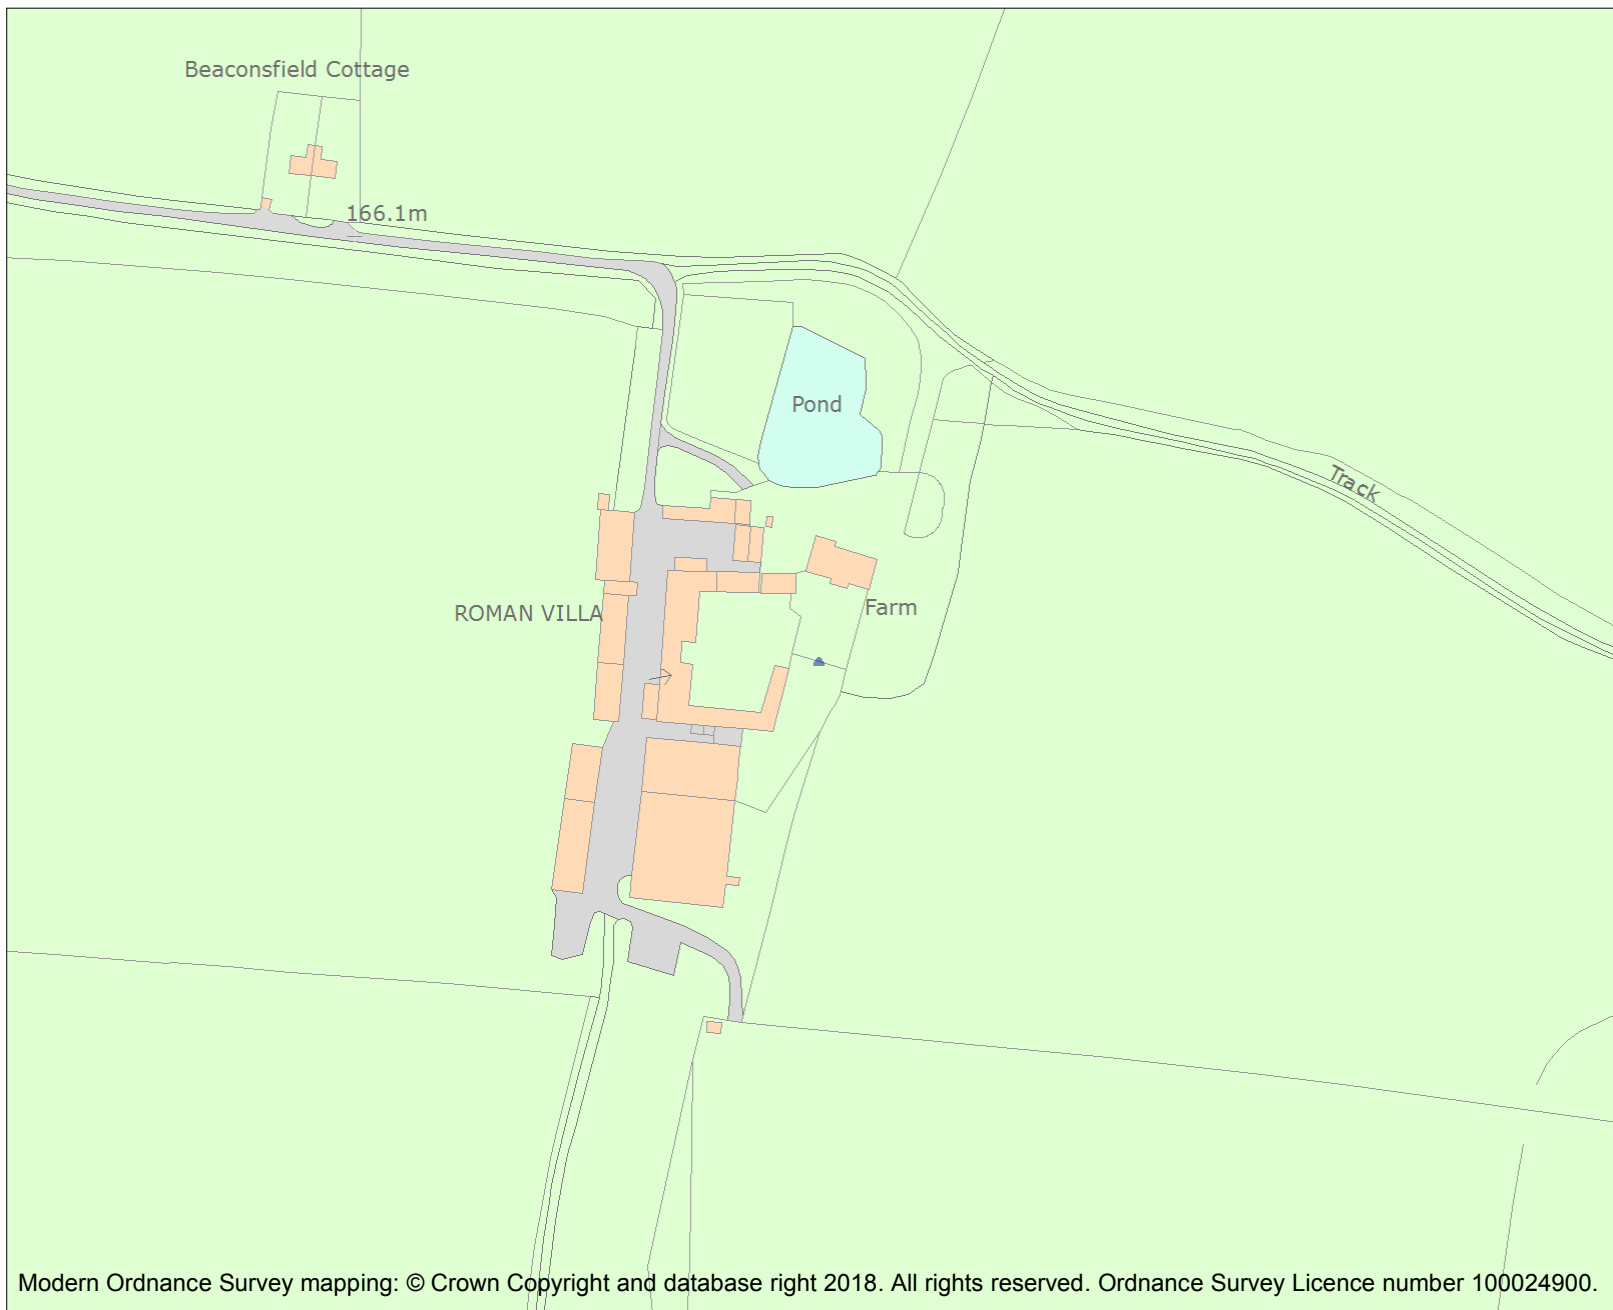 Beaconsfield Cottage
166.1m
Pond
Track
ROMAN VILLA
Farm
Modern Ordnance Survey mapping: © Crown Copyright and database right 2018. All rights reserved. Ordnance Survey Licence number 100024900.